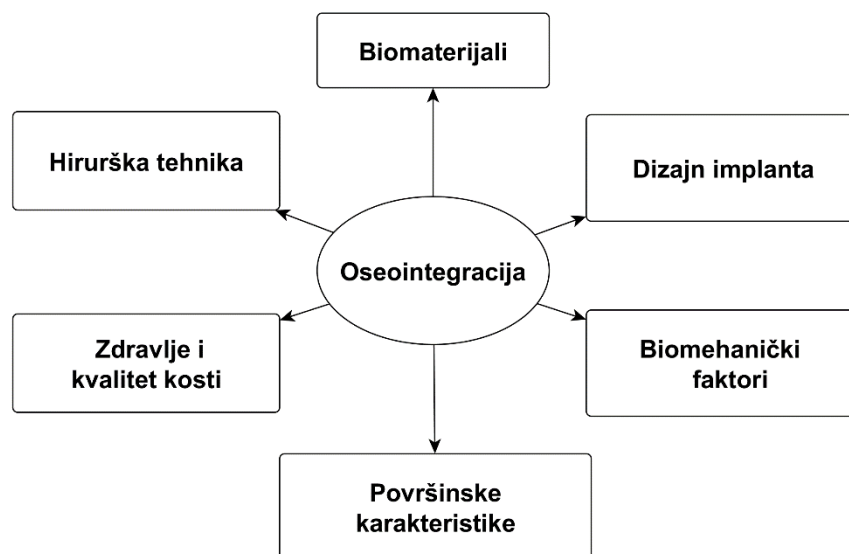 Biomaterijali
Hirurška tehnika
Dizajn implanta
Oseointegracija
Zdravlje i
kvalitet kosti
Biomehanički
faktori
Površinske
karakteristike